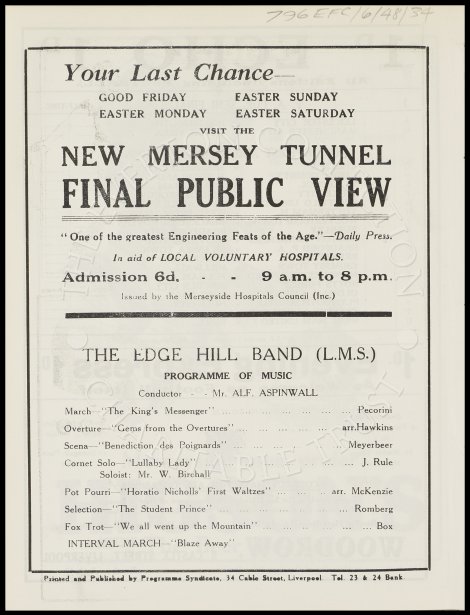 796 EFC/6/48/34
Your Last Chance—
GOOD FRIDAY EASTER SUNDAY
EASTER MONDAY EASTER SATURDAY
VISIT THE
NEW MERSEY TUNNEL
FINAL PUBLIC VIEW
"One of the greatest Engineering Feats of the Age."—Daily Press.
In aid of LOCAL VOLUNTARY HOSPITALS.
Admission 6d. - - 9 a.m. to 8 p.m.
Issued by the Merseyside Hospitals Council (Inc.)
THE EDGE HILL BAND (L.M.S.)
PROGRAMME OF MUSIC
Conductor - - Mr. ALF. ASPINWALL
March—"The King's Messenger" ... ... ... ... ... ... Pecorini
Overture—"Gems from the Overtures" ... ... ... ... arr. Hawkins
Scena—"Benediction des Poignards" ... ... ... ... Meyerbeer
Cornet Solo—"Lullaby Lady" ... ... ... ... ... J. Rule
Soloist: Mr. W. Birchall
Pot Pourri—"Horatio Nicholls' First Waltzes" ... ... ... arr. McKenzie
Selection—"The Student Prince" ... ... ... ... ... Romberg
Fox Trot—"We all went up the Mountain" ... ... ... ... Box
INTERVAL MARCH "Blaze Away"
Printed and Published by Programme Syndicate, 34 Cable Street, Liverpool. Tel. 23 & 24 Bank